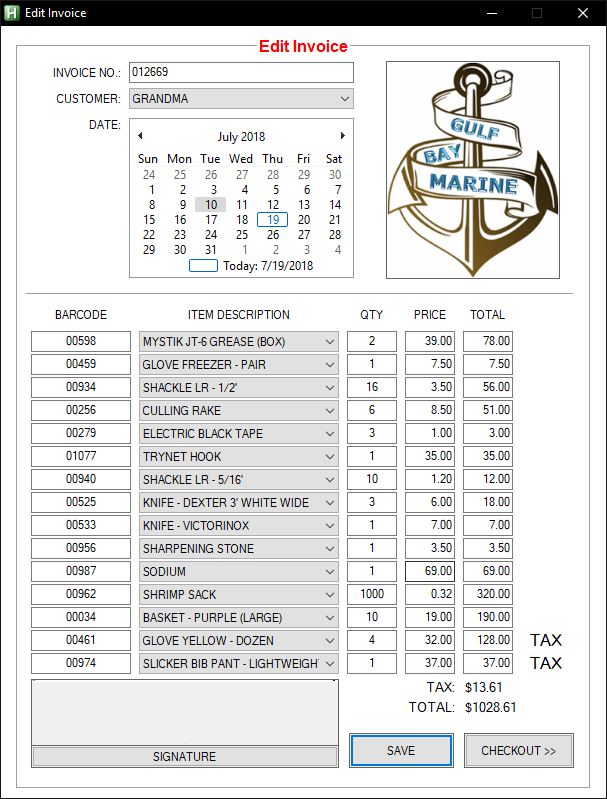 Edit Invoice
Edit Invoice
INVOICE NO.: 012669
CUSTOMER: GRANDMA
DATE:
July 2018
Sun Mon Tue Wed Thu Fri Sat
24 25 26 27 28 29 30
1 2 3 4 5 6 7
8 9 10 11 12 13 14
15 16 17 18 19 20 21
22 23 24 25 26 27 28
29 30 31 1 2 3 4
Today: 7/19/2018
GULF
BAY
MARINE
BARCODE ITEM DESCRIPTION QTY PRICE TOTAL
00598 MYSTIK JT-6 GREASE (BOX) 2 39.00 78.00
00459 GLOVE FREEZER - PAIR 1 7.50 7.50
00934 SHACKLE LR - 1/2' 16 3.50 56.00
00256 CULLING RAKE 6 8.50 51.00
00279 ELECTRIC BLACK TAPE 3 1.00 3.00
01077 TRYNET HOOK 1 35.00 35.00
00940 SHACKLE LR - 5/16' 10 1.20 12.00
00525 KNIFE - DEXTER 3' WHITE WIDE 3 6.00 18.00
00533 KNIFE - VICTORINOX 1 7.00 7.00
00956 SHARPENING STONE 1 3.50 3.50
00987 SODIUM 1 69.00 69.00
00962 SHRIMP SACK 1000 0.32 320.00
00034 BASKET - PURPLE (LARGE) 10 19.00 190.00
00461 GLOVE YELLOW - DOZEN 4 32.00 128.00 TAX
00974 SLICKER BIB PANT - LIGHTWEIGH 1 37.00 37.00 TAX
TAX: $13.61
TOTAL: $1028.61
SIGNATURE
SAVE
CHECKOUT >>